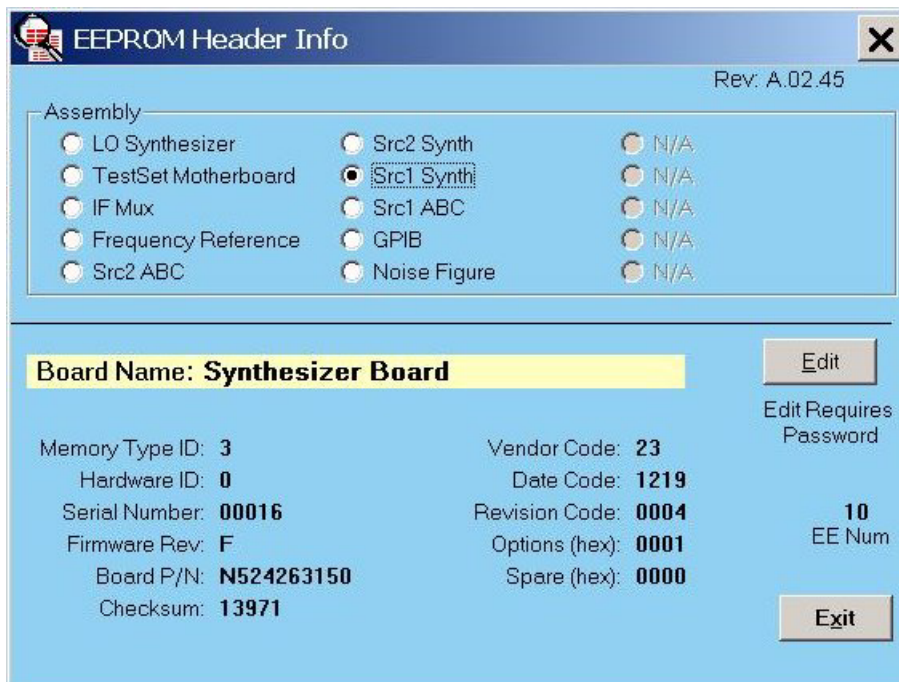 EEPROM Header Info
Rev: A.02.45
Assembly
LO Synthesizer Src2 Synth N/A
TestSet Motherboard Src1 Synth N/A
IF Mux Src1 ABC N/A
Frequency Reference GPIB N/A
Src2 ABC Noise Figure N/A
Board Name: Synthesizer Board
Edit
Edit Requires
Password
Memory Type ID: 3 Vendor Code: 23
Hardware ID: 0 Date Code: 1219
Serial Number: 00016 Revision Code: 0004
Firmware Rev: F Options (hex): 0001
Board P/N: N524263150 Spare (hex): 0000
Checksum: 13971
10
EE Num
Exit